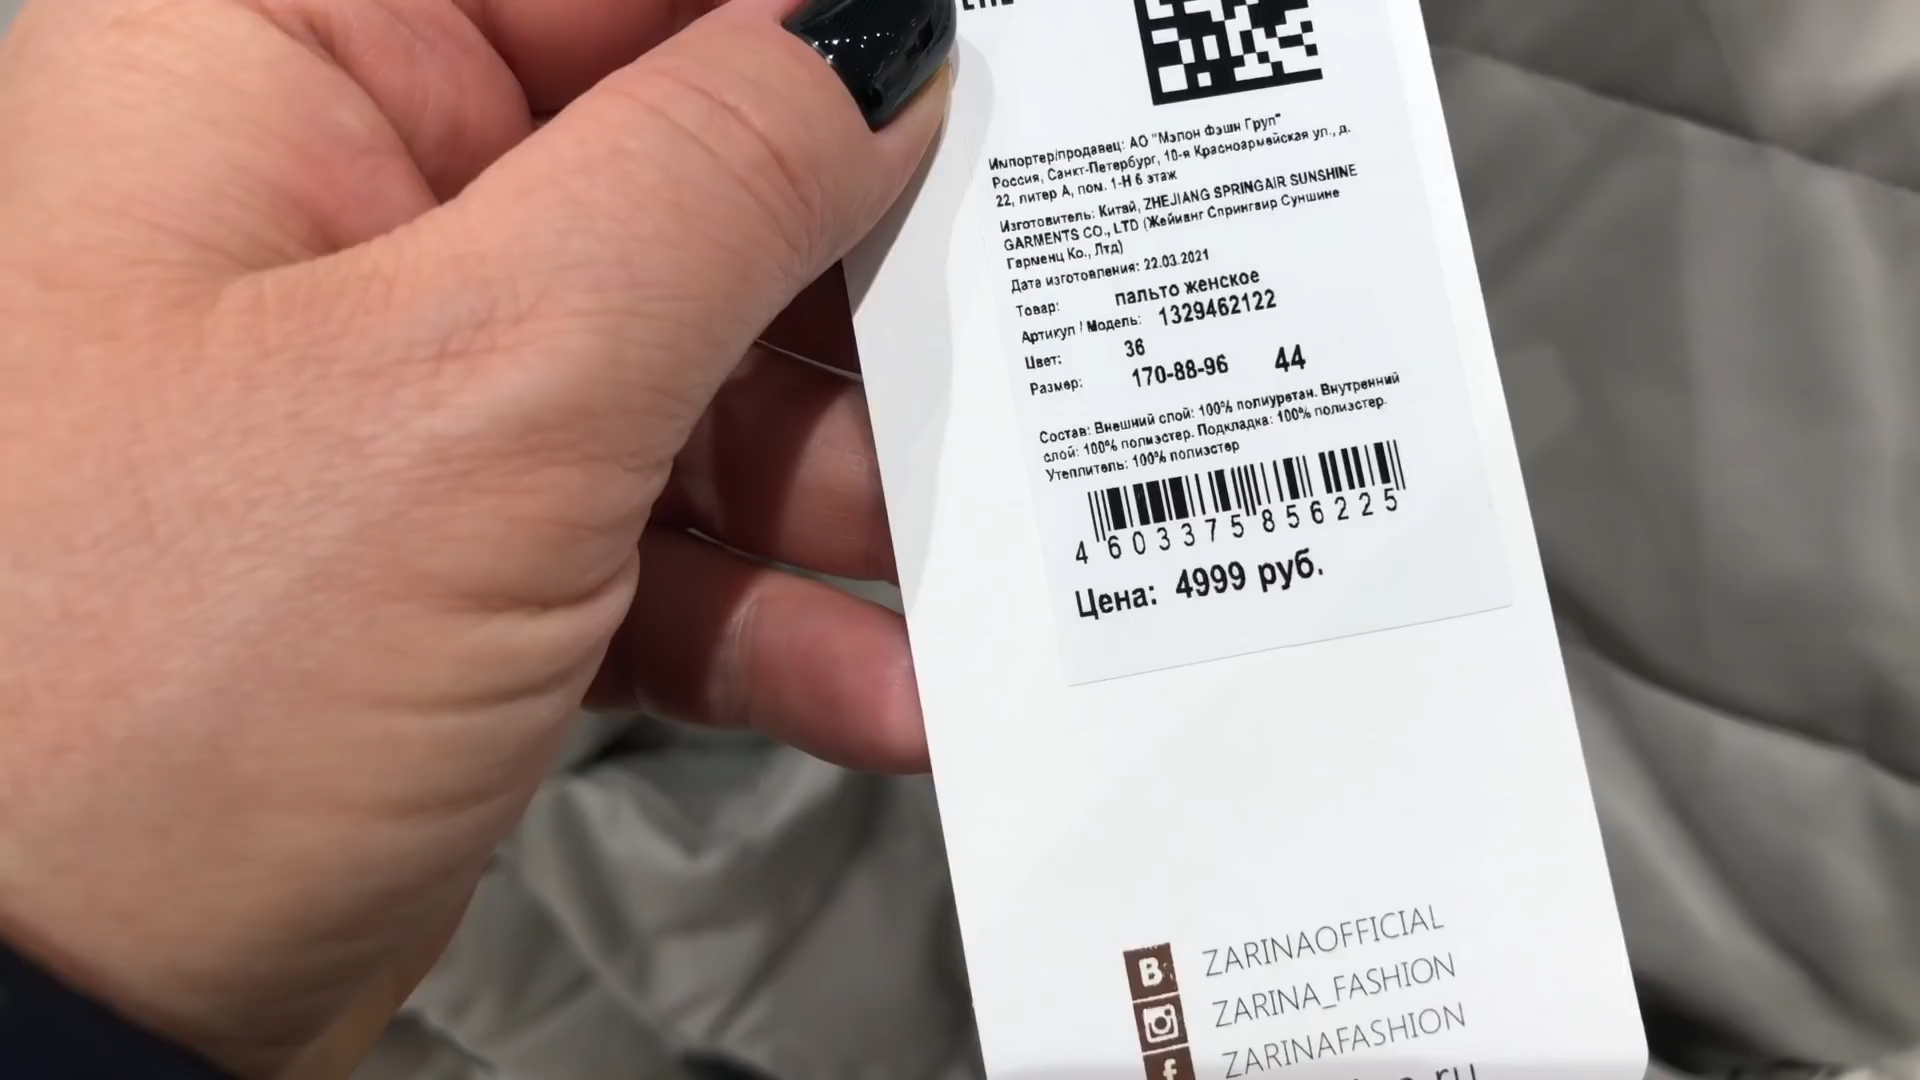 Импортер/продавец: АО "Мэлон Фэшн Груп"
Россия, Санкт-Петербург, 10-я Красноармейская ул., д.
22, литер А, пом. 1-Н 6 этаж
Изготовитель: Китай, ZHEJIANG SPRINGAIR SUNSHINE
GARMENTS CO., LTD (Жейианг Спрингаир Суншине
Гарменц Ко., Лтд)
Дата изготовления: 22.03.2021
Товар: пальто женское
Артикул / Модель: 1329462122
Цвет: 36
Размер: 170-88-96 44
Состав: Внешний слой: 100% полиуретан. Внутренний
слой: 100% полиэстер. Подкладка: 100% полиэстер.
Утеплитель: 100% полиэстер
4 603375 856225
Цена: 4999 руб.
ZARINAOFFICIAL
ZARINA_FASHION
ZARINAFASHION